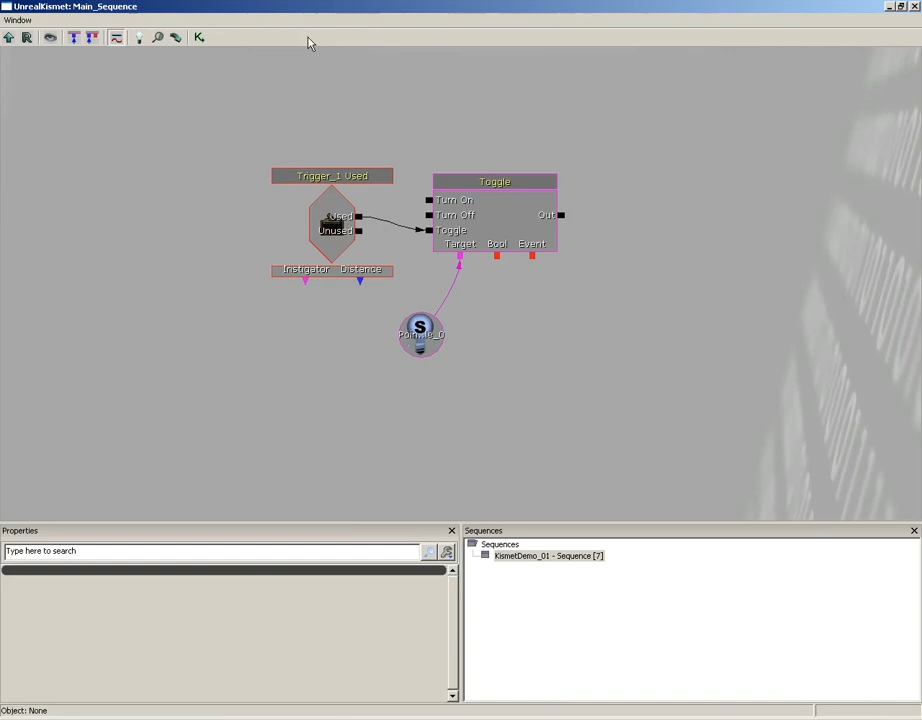 UnrealKismet: Main_Sequence
Window
Trigger_1 Used
Used
Unused
Instigator Distance
Toggle
Turn On
Turn Off
Out
Toggle
Target Bool Event
S
Properties
Type here to search
Sequences
Sequences
KismetDemo_01 - Sequence [7]
Object: None